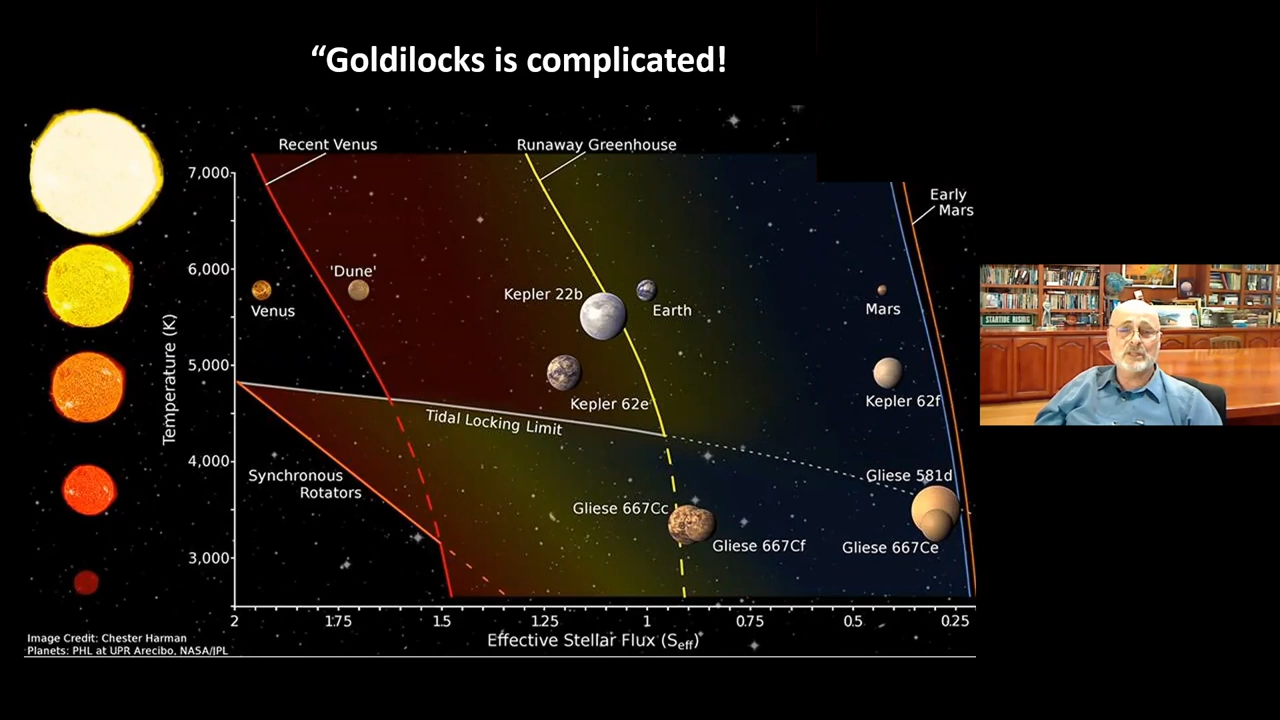 “Goldilocks is complicated!
Recent Venus
Runaway Greenhouse
Early
Mars
7,000
6,000
5,000
4,000
3,000
Temperature (K)
'Dune'
Venus
Kepler 22b
Earth
Mars
Kepler 62e
Kepler 62f
Tidal Locking Limit
Synchronous
Rotators
Gliese 581d
Gliese 667Cc
Gliese 667Cf
Gliese 667Ce
2
1.75
1.5
1.25
1
0.75
0.5
0.25
Effective Stellar Flux (Seff)
Image Credit: Chester Harman
Planets: PHL at UPR Arecibo, NASA/JPL
STARTIDE RISING